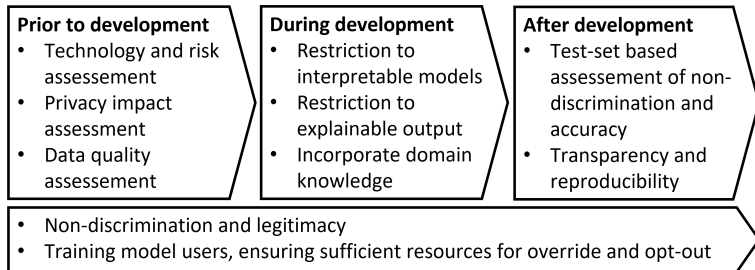 Prior to development
• Technology and risk
assessement
• Privacy impact
assessment
• Data quality
assessement
During development
• Restriction to
interpretable models
• Restriction to
explainable output
• Incorporate domain
knowledge
After development
• Test-set based
assessement of non-
discrimination and
accuracy
• Transparency and
reproducibility
• Non-discrimination and legitimacy
• Training model users, ensuring sufficient resources for override and opt-out